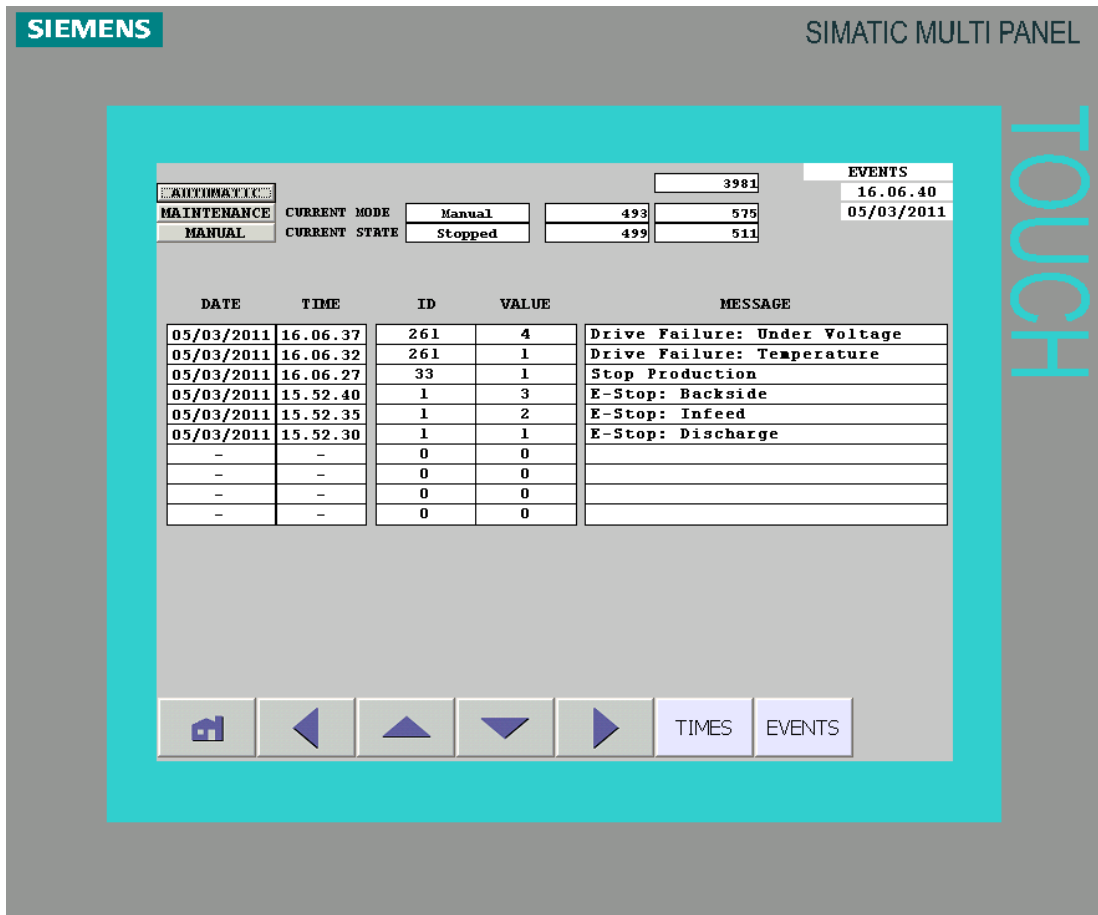 SIEMENS
SIMATIC MULTI PANEL
TOUCH
EVENTS
3981
16.06.40
AUTOMATIC
MAINTENANCE CURRENT MODE Manual 493 575 05/03/2011
MANUAL CURRENT STATE Stopped 499 511
DATE TIME ID VALUE MESSAGE
05/03/2011 16.06.37 261 4 Drive Failure: Under Voltage
05/03/2011 16.06.32 261 1 Drive Failure: Temperature
05/03/2011 16.06.27 33 1 Stop Production
05/03/2011 15.52.40 1 3 E-Stop: Backside
05/03/2011 15.52.35 1 2 E-Stop: Infeed
05/03/2011 15.52.30 1 1 E-Stop: Discharge
- - 0 0
- - 0 0
- - 0 0
- - 0 0
TIMES EVENTS